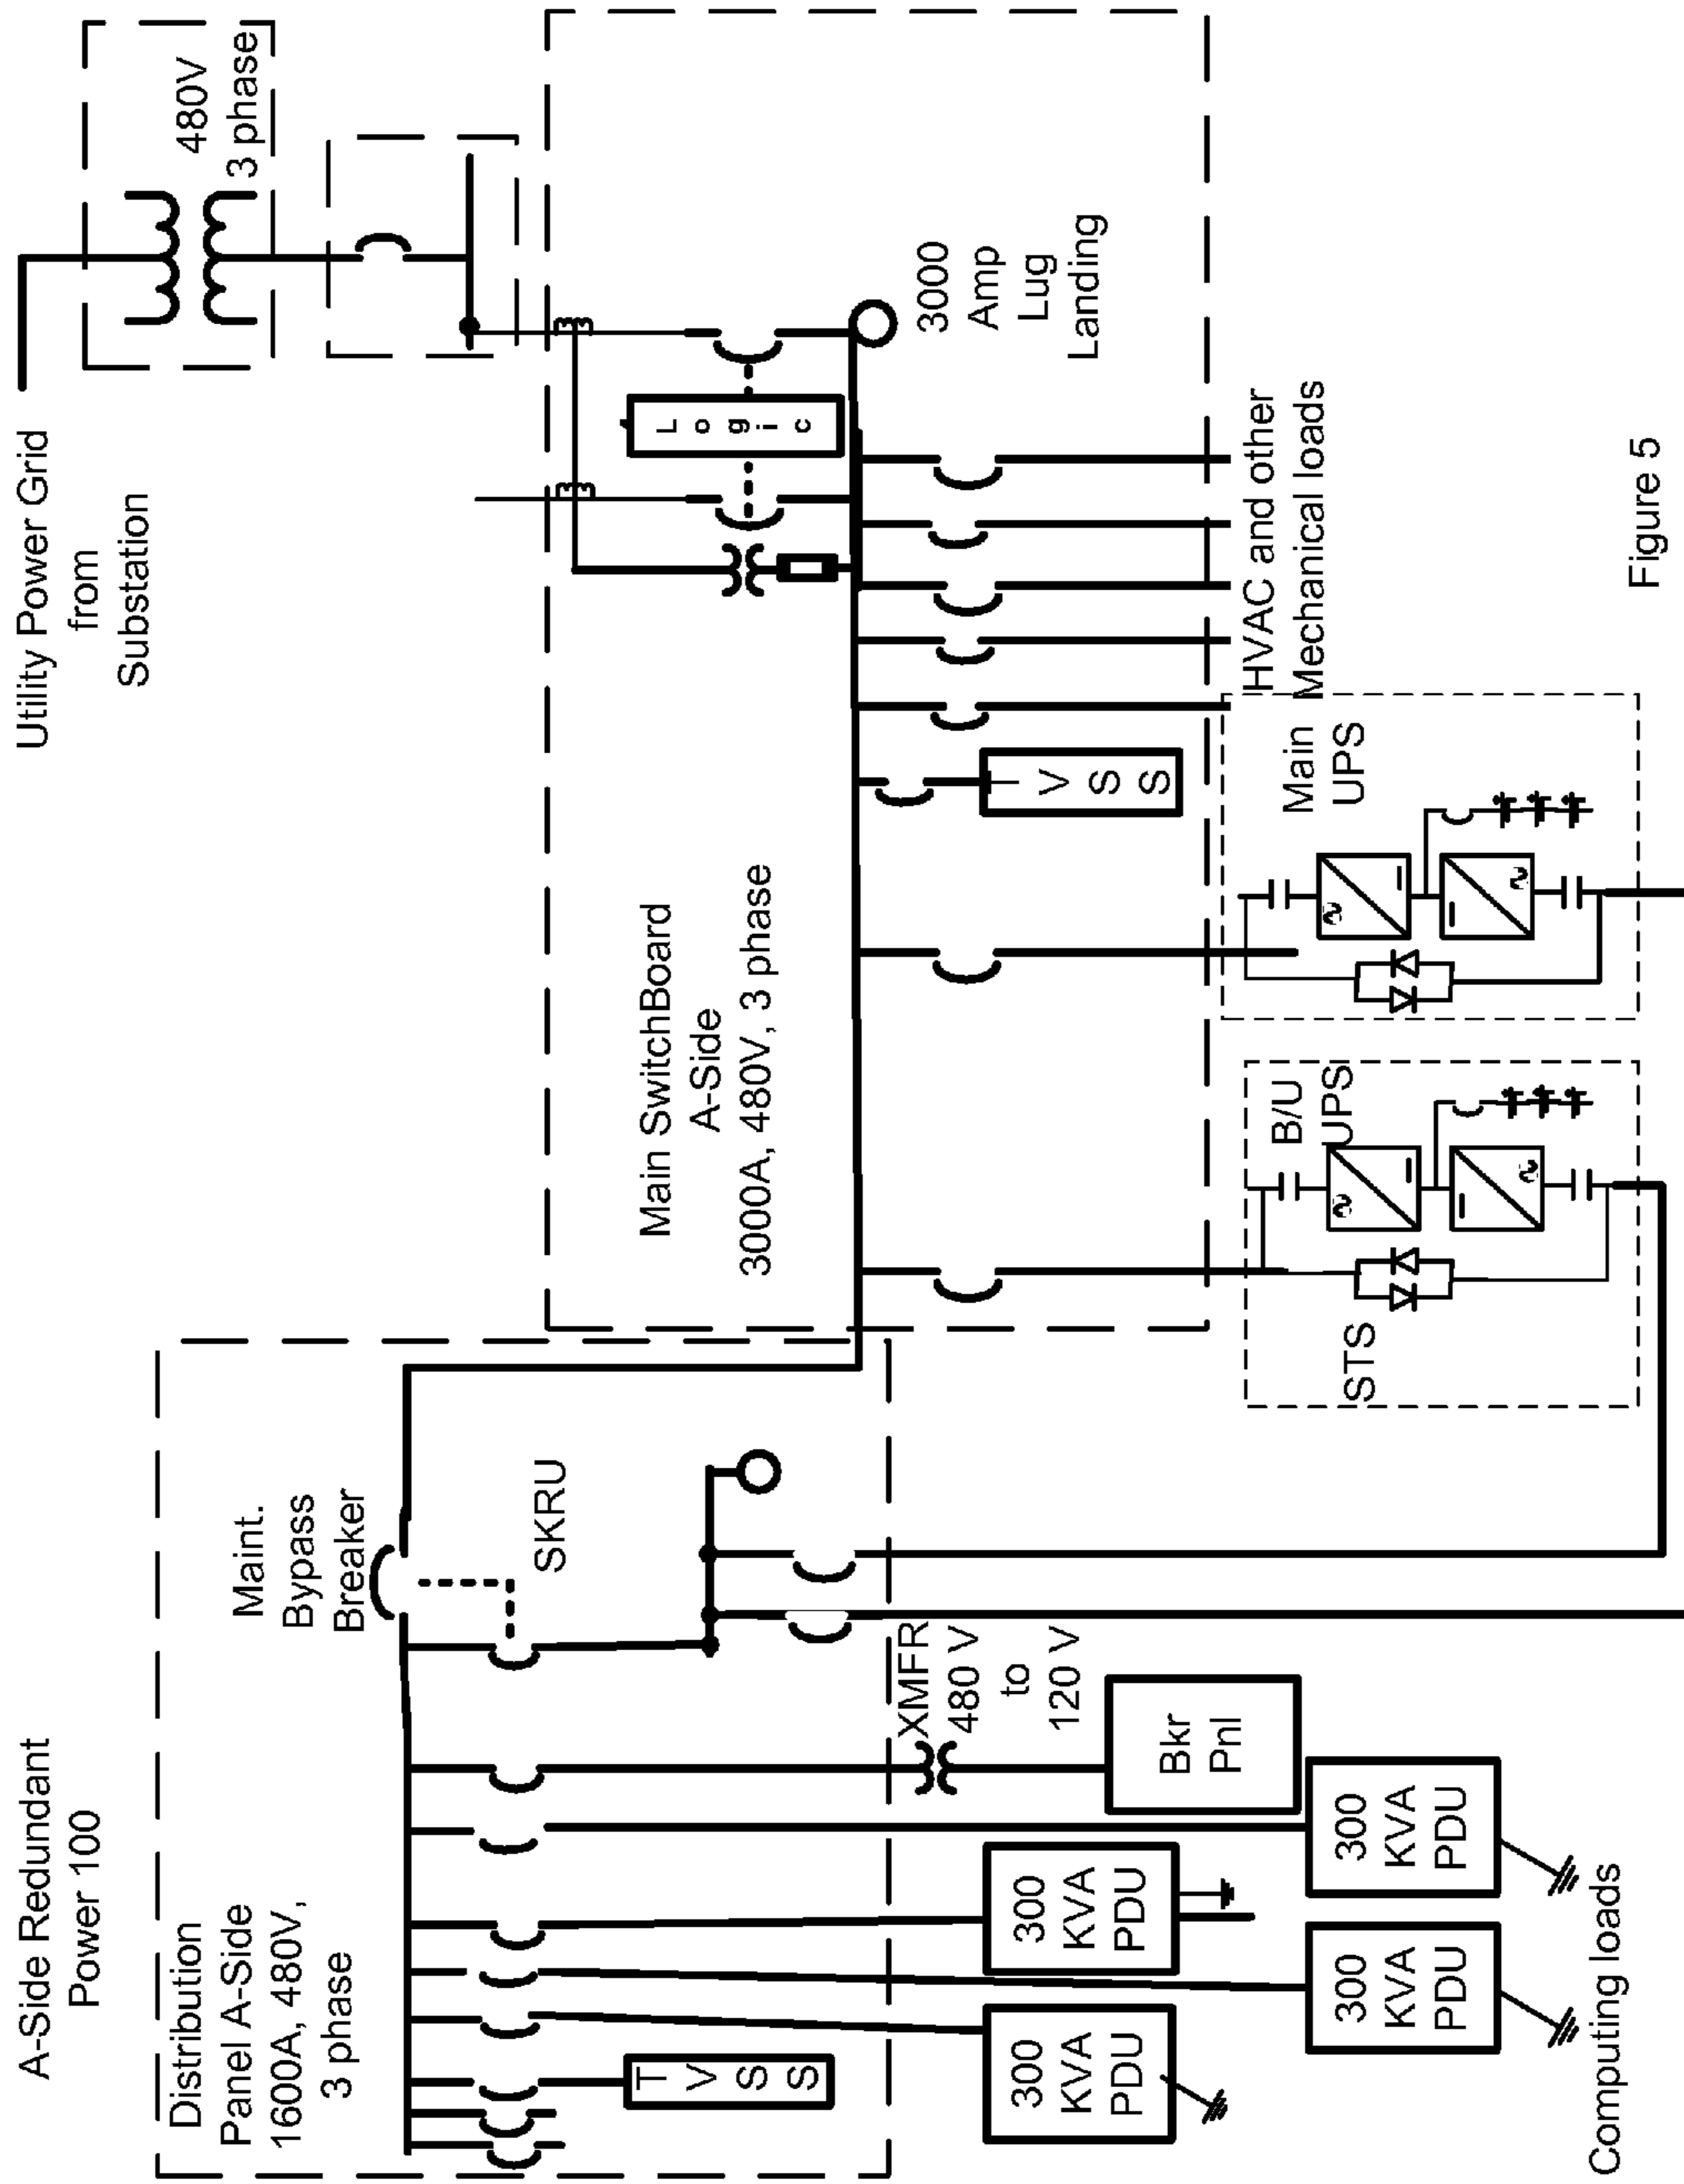 A-Side Redundant
Power 100
Distribution
Panel A-Side
1600A, 480V,
3 phase
T
V
S
S
300
KVA
PDU
300
KVA
PDU
300
KVA
PDU
300
KVA
PDU
Computing loads
Bkr
Pnl
XMFR
480 V
to
120 V
Maint.
Bypass
Breaker
SKRU
Main SwitchBoard
A-Side
3000A, 480V, 3 phase
STS
B/U
UPS
Main
UPS
T
V
S
S
HVAC and other
Mechanical loads
L
o
g
i
c
3000
Amp
Lug
Landing
Utility Power Grid
from
Substation
480V
3 phase
Figure 5